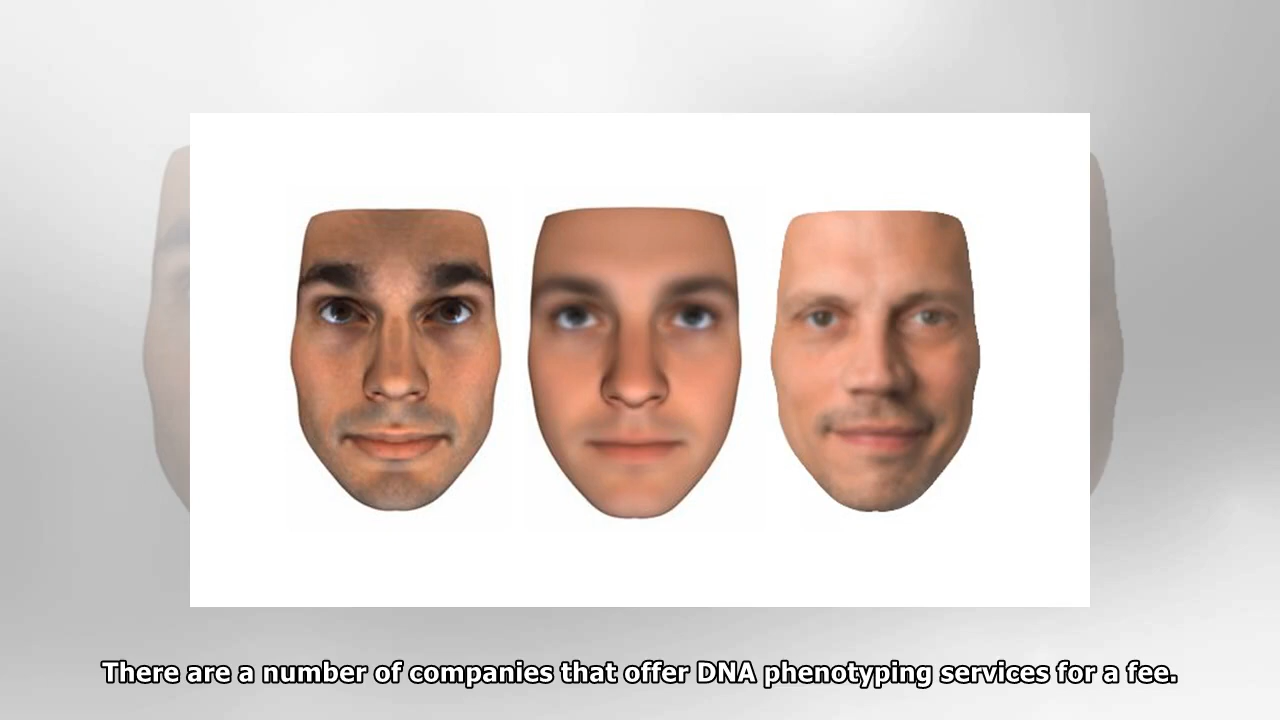 There are a number of companies that offer DNA phenotyping services for a fee.